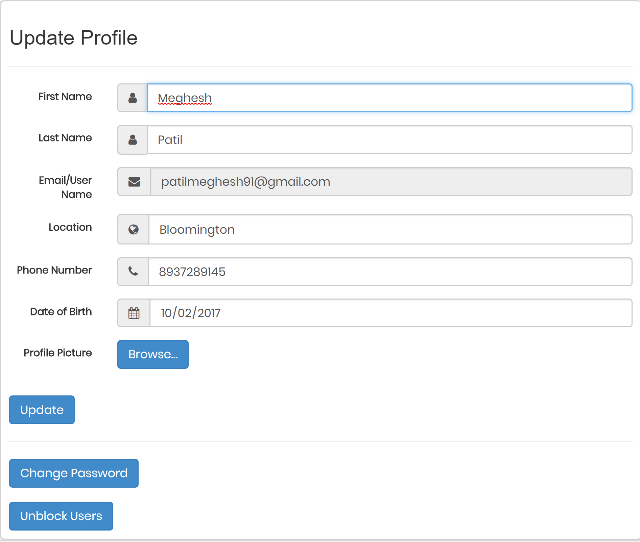 Update Profile
First Name
Meghesh
Last Name
Patil
Email/User
Name
patilmeghesh91@gmail.com
Location
Bloomington
Phone Number
8937289145
Date of Birth
10/02/2017
Profile Picture
Browse...
Update
Change Password
Unblock Users